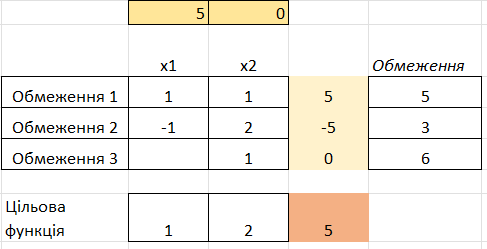 5 0
x1 x2 Обмеження
Обмеження 1 1 1 5 5
Обмеження 2 -1 2 -5 3
Обмеження 3 1 0 6
Цільова
функція 1 2 5